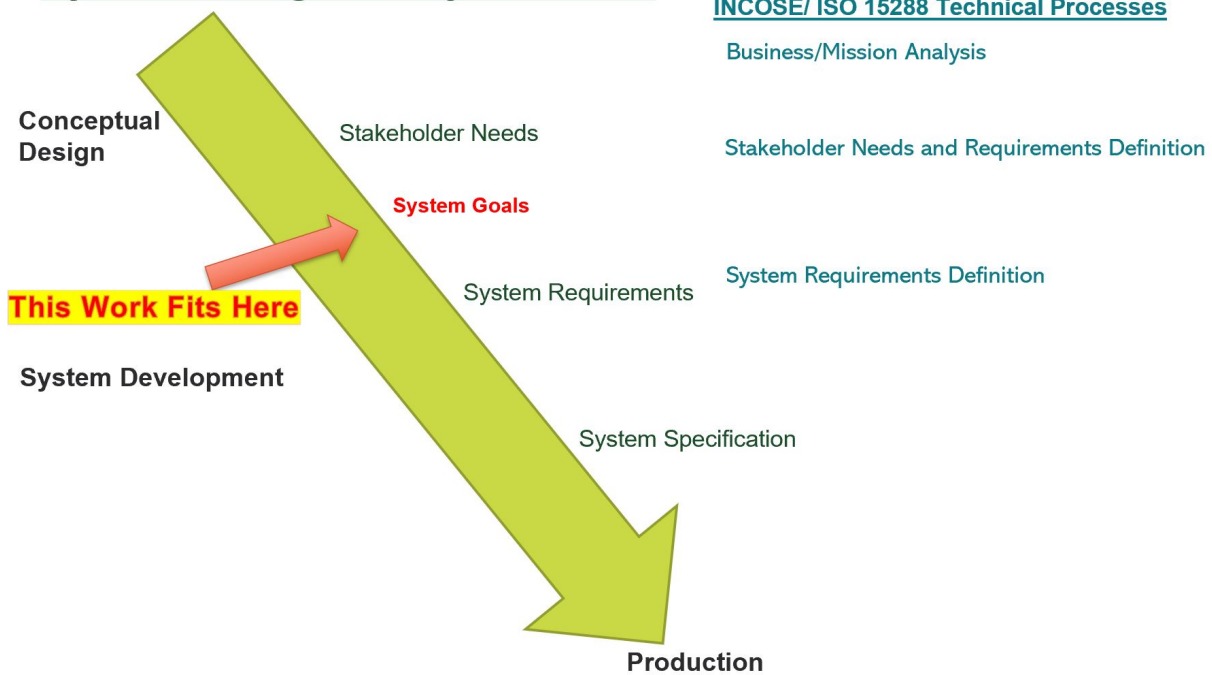 INCOSE/ ISO 15288 Technical Processes
Business/Mission Analysis
Conceptual
Design
Stakeholder Needs
Stakeholder Needs and Requirements Definition
System Goals
System Requirements
System Requirements Definition
This Work Fits Here
System Development
System Specification
Production